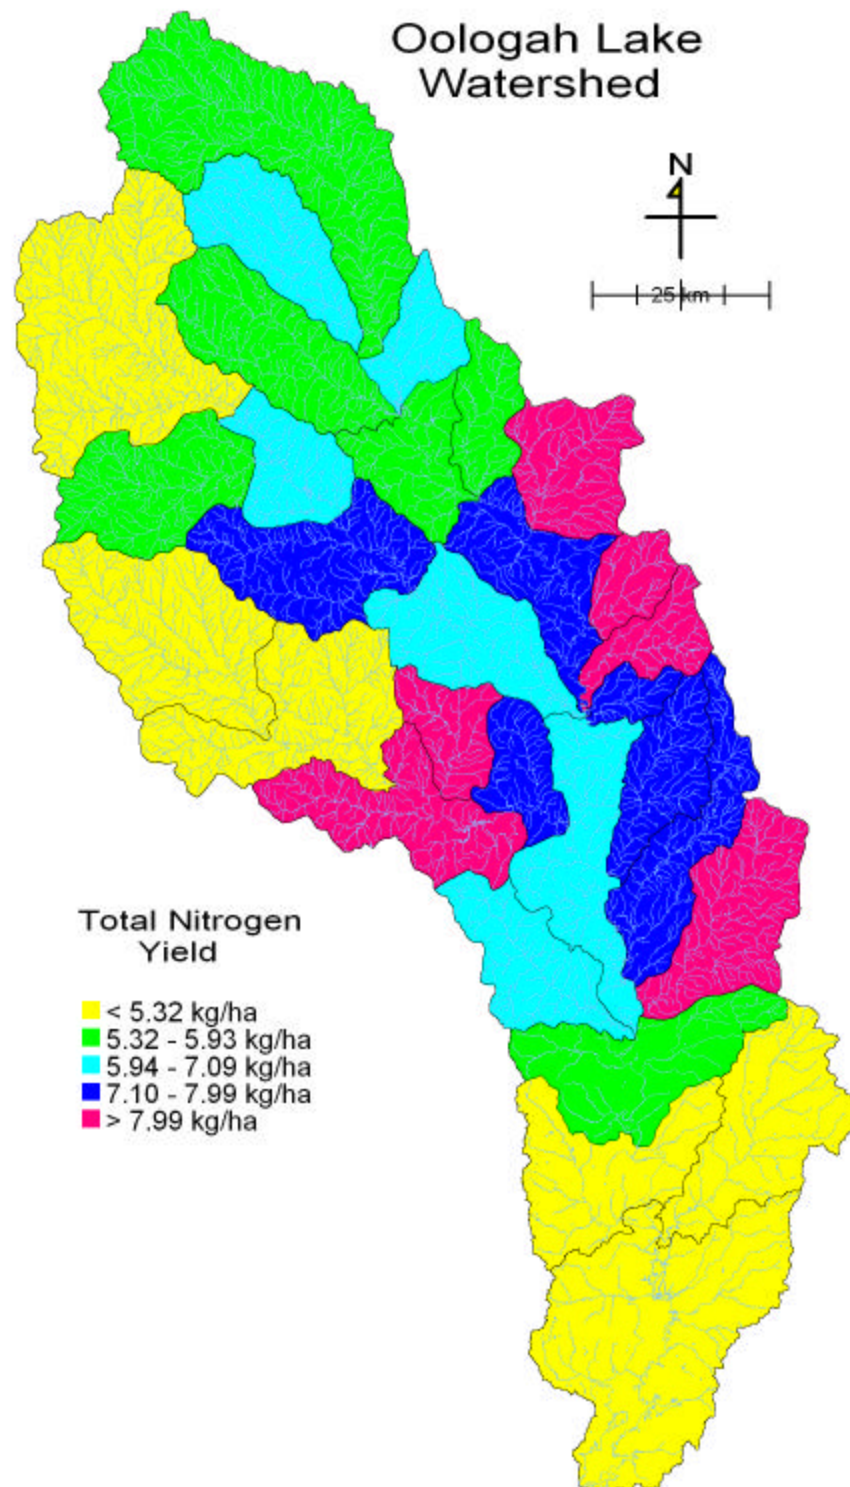 Oologah Lake
Watershed
N
25 km
Total Nitrogen
Yield
< 5.32 kg/ha
5.32 - 5.93 kg/ha
5.94 - 7.09 kg/ha
7.10 - 7.99 kg/ha
> 7.99 kg/ha